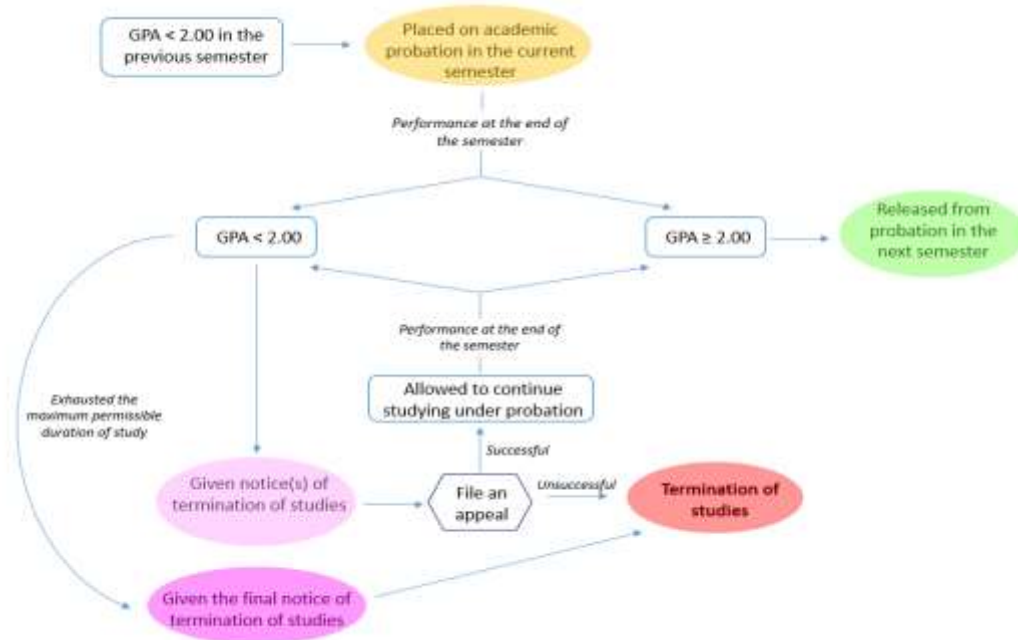 GPA < 2.00 in the
previous semester
Placed on academic
probation in the current
semester
Performance at the end of
the semester
GPA < 2.00
GPA ≥ 2.00
Released from
probation in the
next semester
Performance at the end of
the semester
Allowed to continue
studying under probation
Exhausted the
maximum permissible
duration of study
Successful
Given notice(s) of
termination of studies
File an
appeal
Unsuccessful
Termination of
studies
Given the final notice of
termination of studies